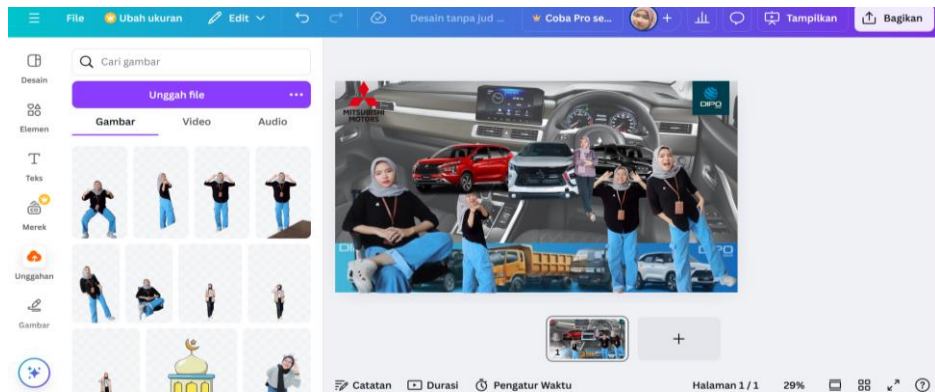 File Ubah ukuran Edit Desain tanpa jud ... Coba Pro se... + Tampilkan Bagikan
Desain
Elemen
Teks
Merek
Unggahan
Gambar
Cari gambar
Unggah file ...
Gambar Video Audio
MITSUBISHI
MOTORS
DIPO
1
+
Catatan Durasi Pengatur Waktu Halaman 1 / 1 29%